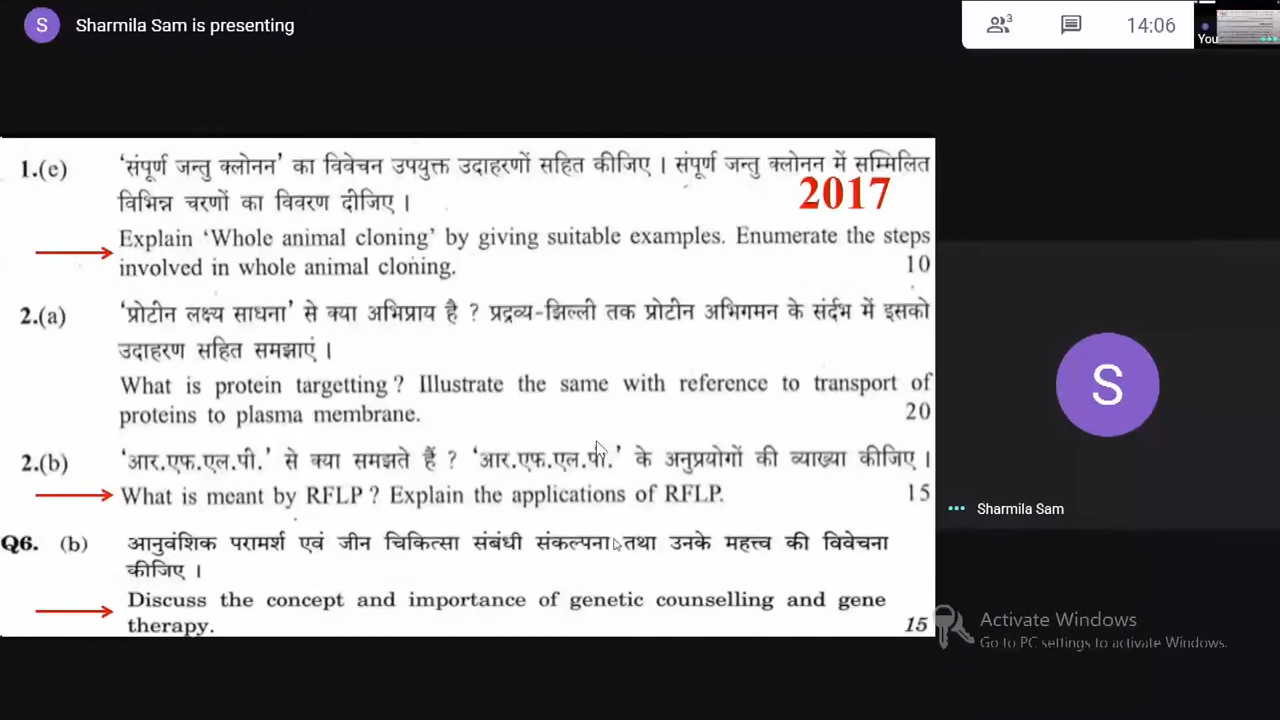 S Sharmila Sam is presenting
3
14:06
You
1.(e) 'संपूर्ण जन्तु क्लोनन' का विवेचन उपयुक्त उदाहरणों सहित कीजिए । संपूर्ण जन्तु क्लोनन में सम्मिलित
विभिन्न चरणों का विवरण दीजिए ।
2017
Explain 'Whole animal cloning' by giving suitable examples. Enumerate the steps
involved in whole animal cloning. 10
2.(a) 'प्रोटीन लक्ष्य साधना' से क्या अभिप्राय है ? प्रद्रव्य-झिल्ली तक प्रोटीन अभिगमन के संर्दभ में इसको
उदाहरण सहित समझाएं ।
What is protein targetting ? Illustrate the same with reference to transport of
proteins to plasma membrane. 20
2.(b) 'आर.एफ.एल.पी.' से क्या समझते हैं ? 'आर.एफ.एल.पी.' के अनुप्रयोगों की व्याख्या कीजिए ।
What is meant by RFLP ? Explain the applications of RFLP. 15
Q6. (b) आनुवंशिक परामर्श एवं जीन चिकित्सा संबंधी संकल्पना तथा उनके महत्त्व की विवेचना
कीजिए ।
Discuss the concept and importance of genetic counselling and gene
therapy. 15
S
Sharmila Sam
Activate Windows
Go to PC settings to activate Windows.